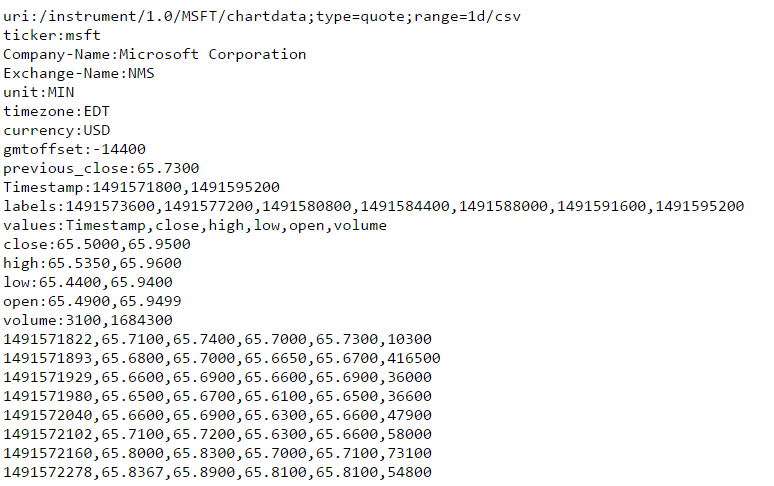 uri:/instrument/1.0/MSFT/chartdata;type=quote;range=1d/csv
ticker:msft
Company-Name:Microsoft Corporation
Exchange-Name:NMS
unit:MIN
timezone:EDT
currency:USD
gmtoffset:-14400
previous_close:65.7300
Timestamp:1491571800,1491595200
labels:1491573600,1491577200,1491580800,1491584400,1491588000,1491591600,1491595200
values:Timestamp,close,high,low,open,volume
close:65.5000,65.9500
high:65.5350,65.9600
low:65.4400,65.9400
open:65.4900,65.9499
volume:3100,1684300
1491571822,65.7100,65.7400,65.7000,65.7300,10300
1491571893,65.6800,65.7000,65.6650,65.6700,416500
1491571929,65.6600,65.6900,65.6600,65.6900,36000
1491571980,65.6500,65.6700,65.6100,65.6500,36600
1491572040,65.6600,65.6900,65.6300,65.6600,47900
1491572102,65.7100,65.7200,65.6300,65.6600,58000
1491572160,65.8000,65.8300,65.7000,65.7100,73100
1491572278,65.8367,65.8900,65.8100,65.8100,54800